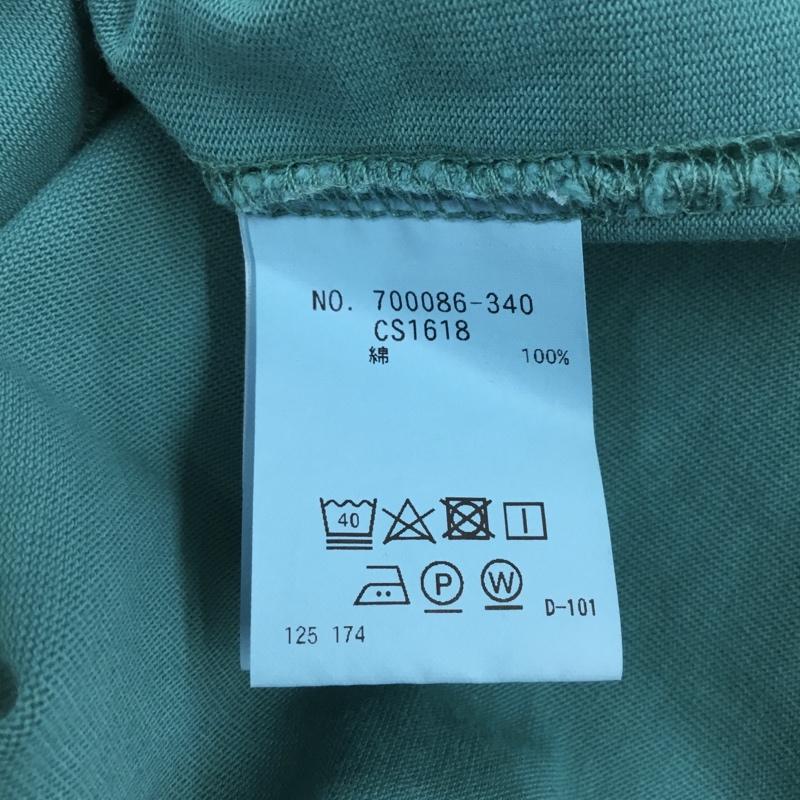 NO. 700086-340
CS1618
綿 100%
40
P W D-101
125 174